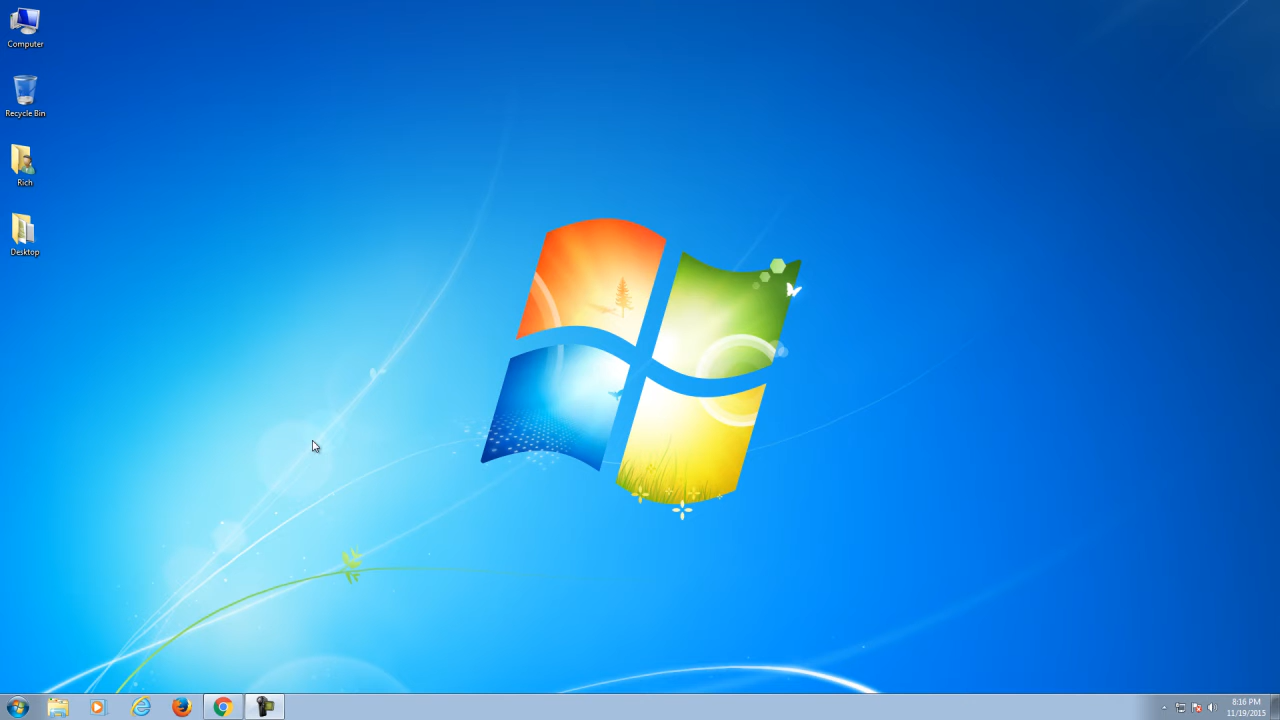 Computer
Recycle Bin
Rich
Desktop
8:16 PM
11/19/2015